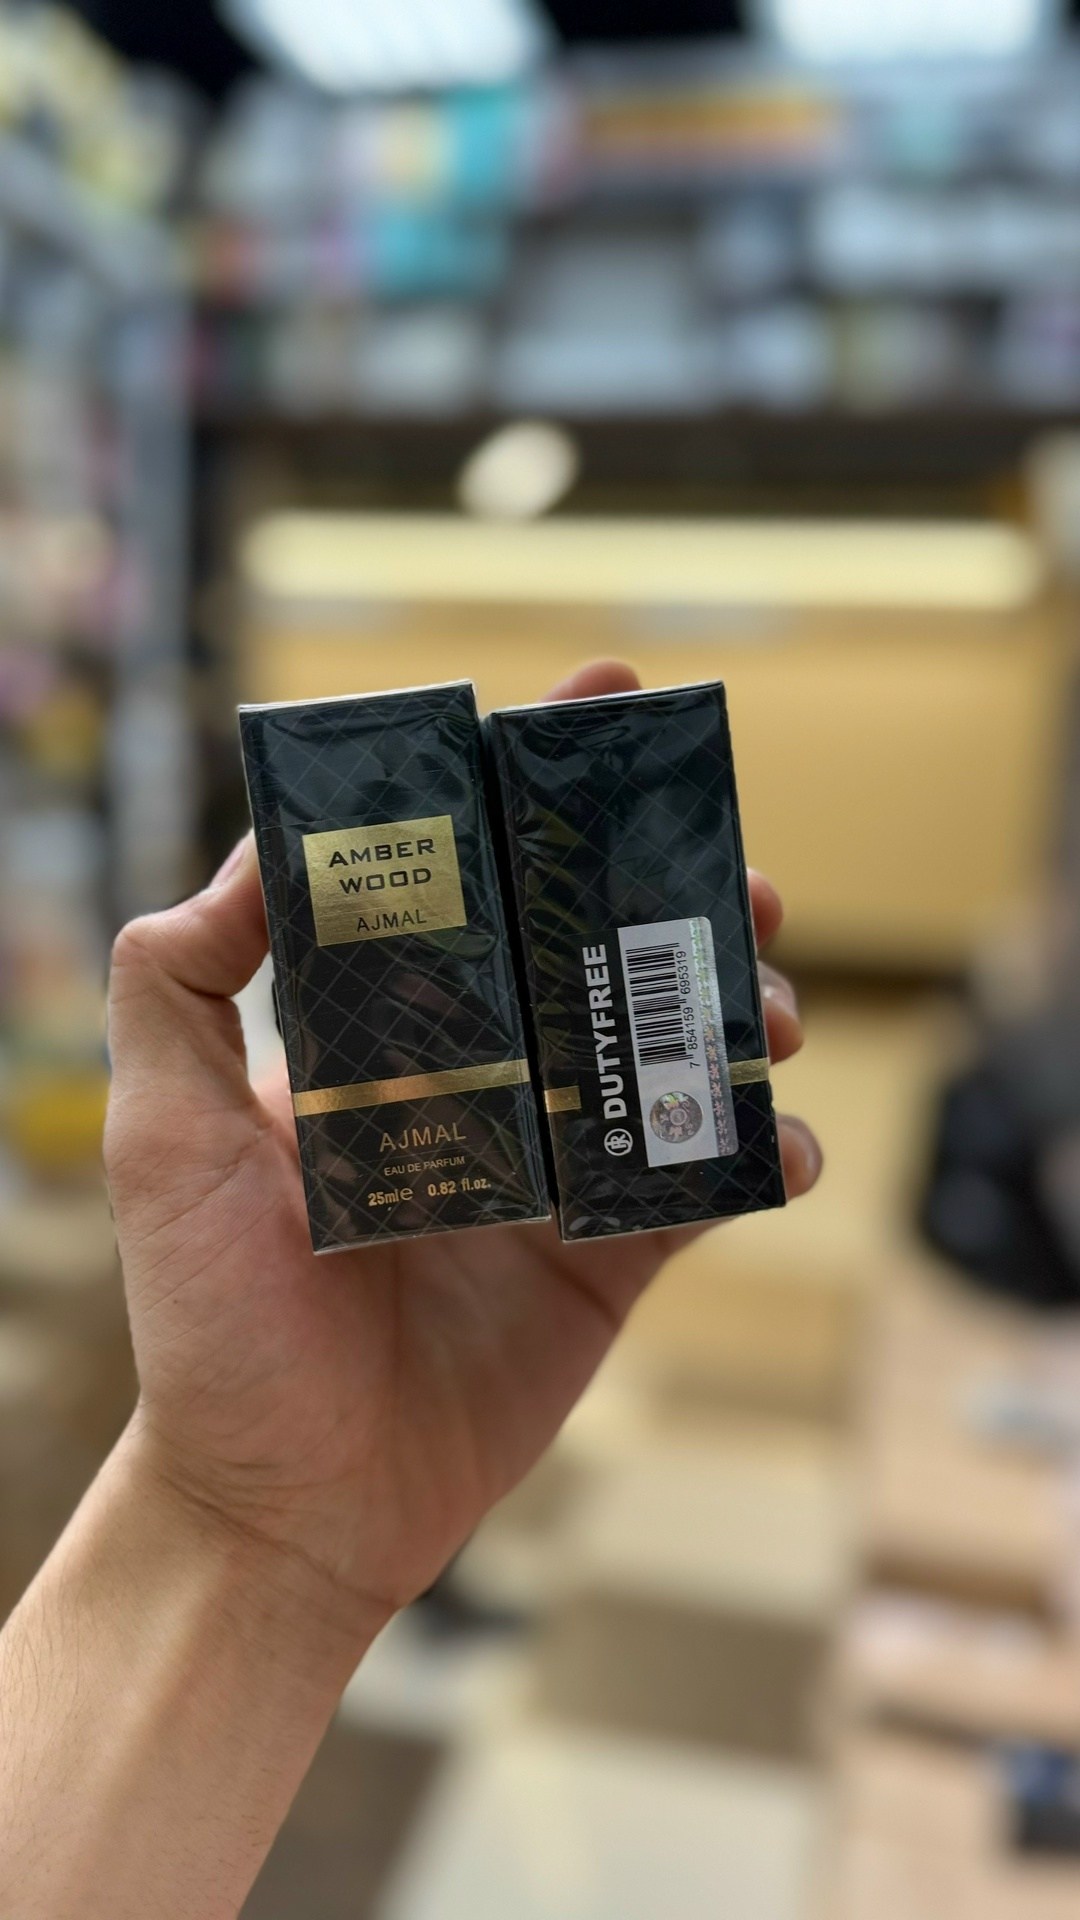 AMBER
WOOD
AJMAL
AJMAL
EAU DE PARFUM
25ml℮ 0.82 fl.oz.
DUTYFREE
7 854159 695319